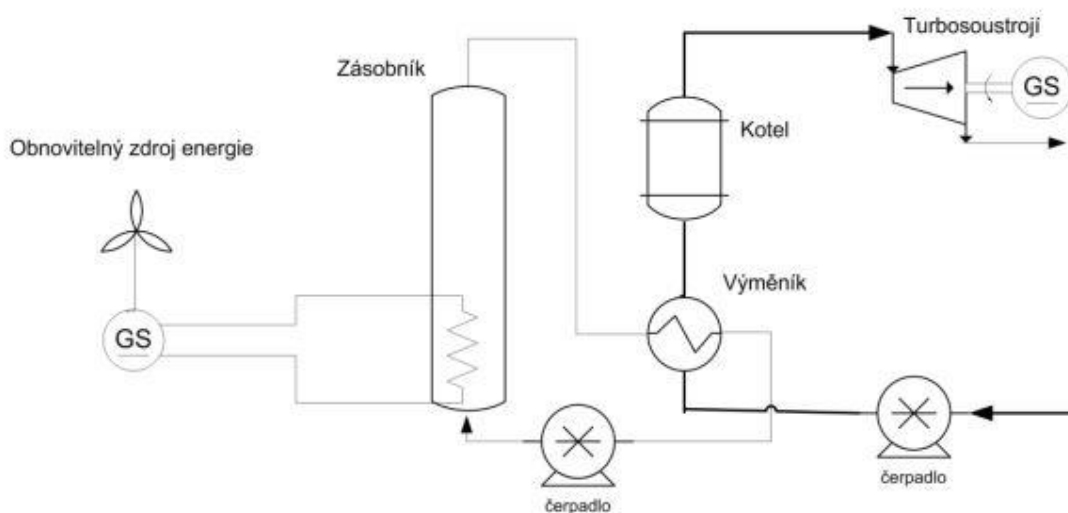 Turbosoustrojí
Zásobník
GS
Kotel
Obnovitelný zdroj energie
Výměník
GS
čerpadlo
čerpadlo